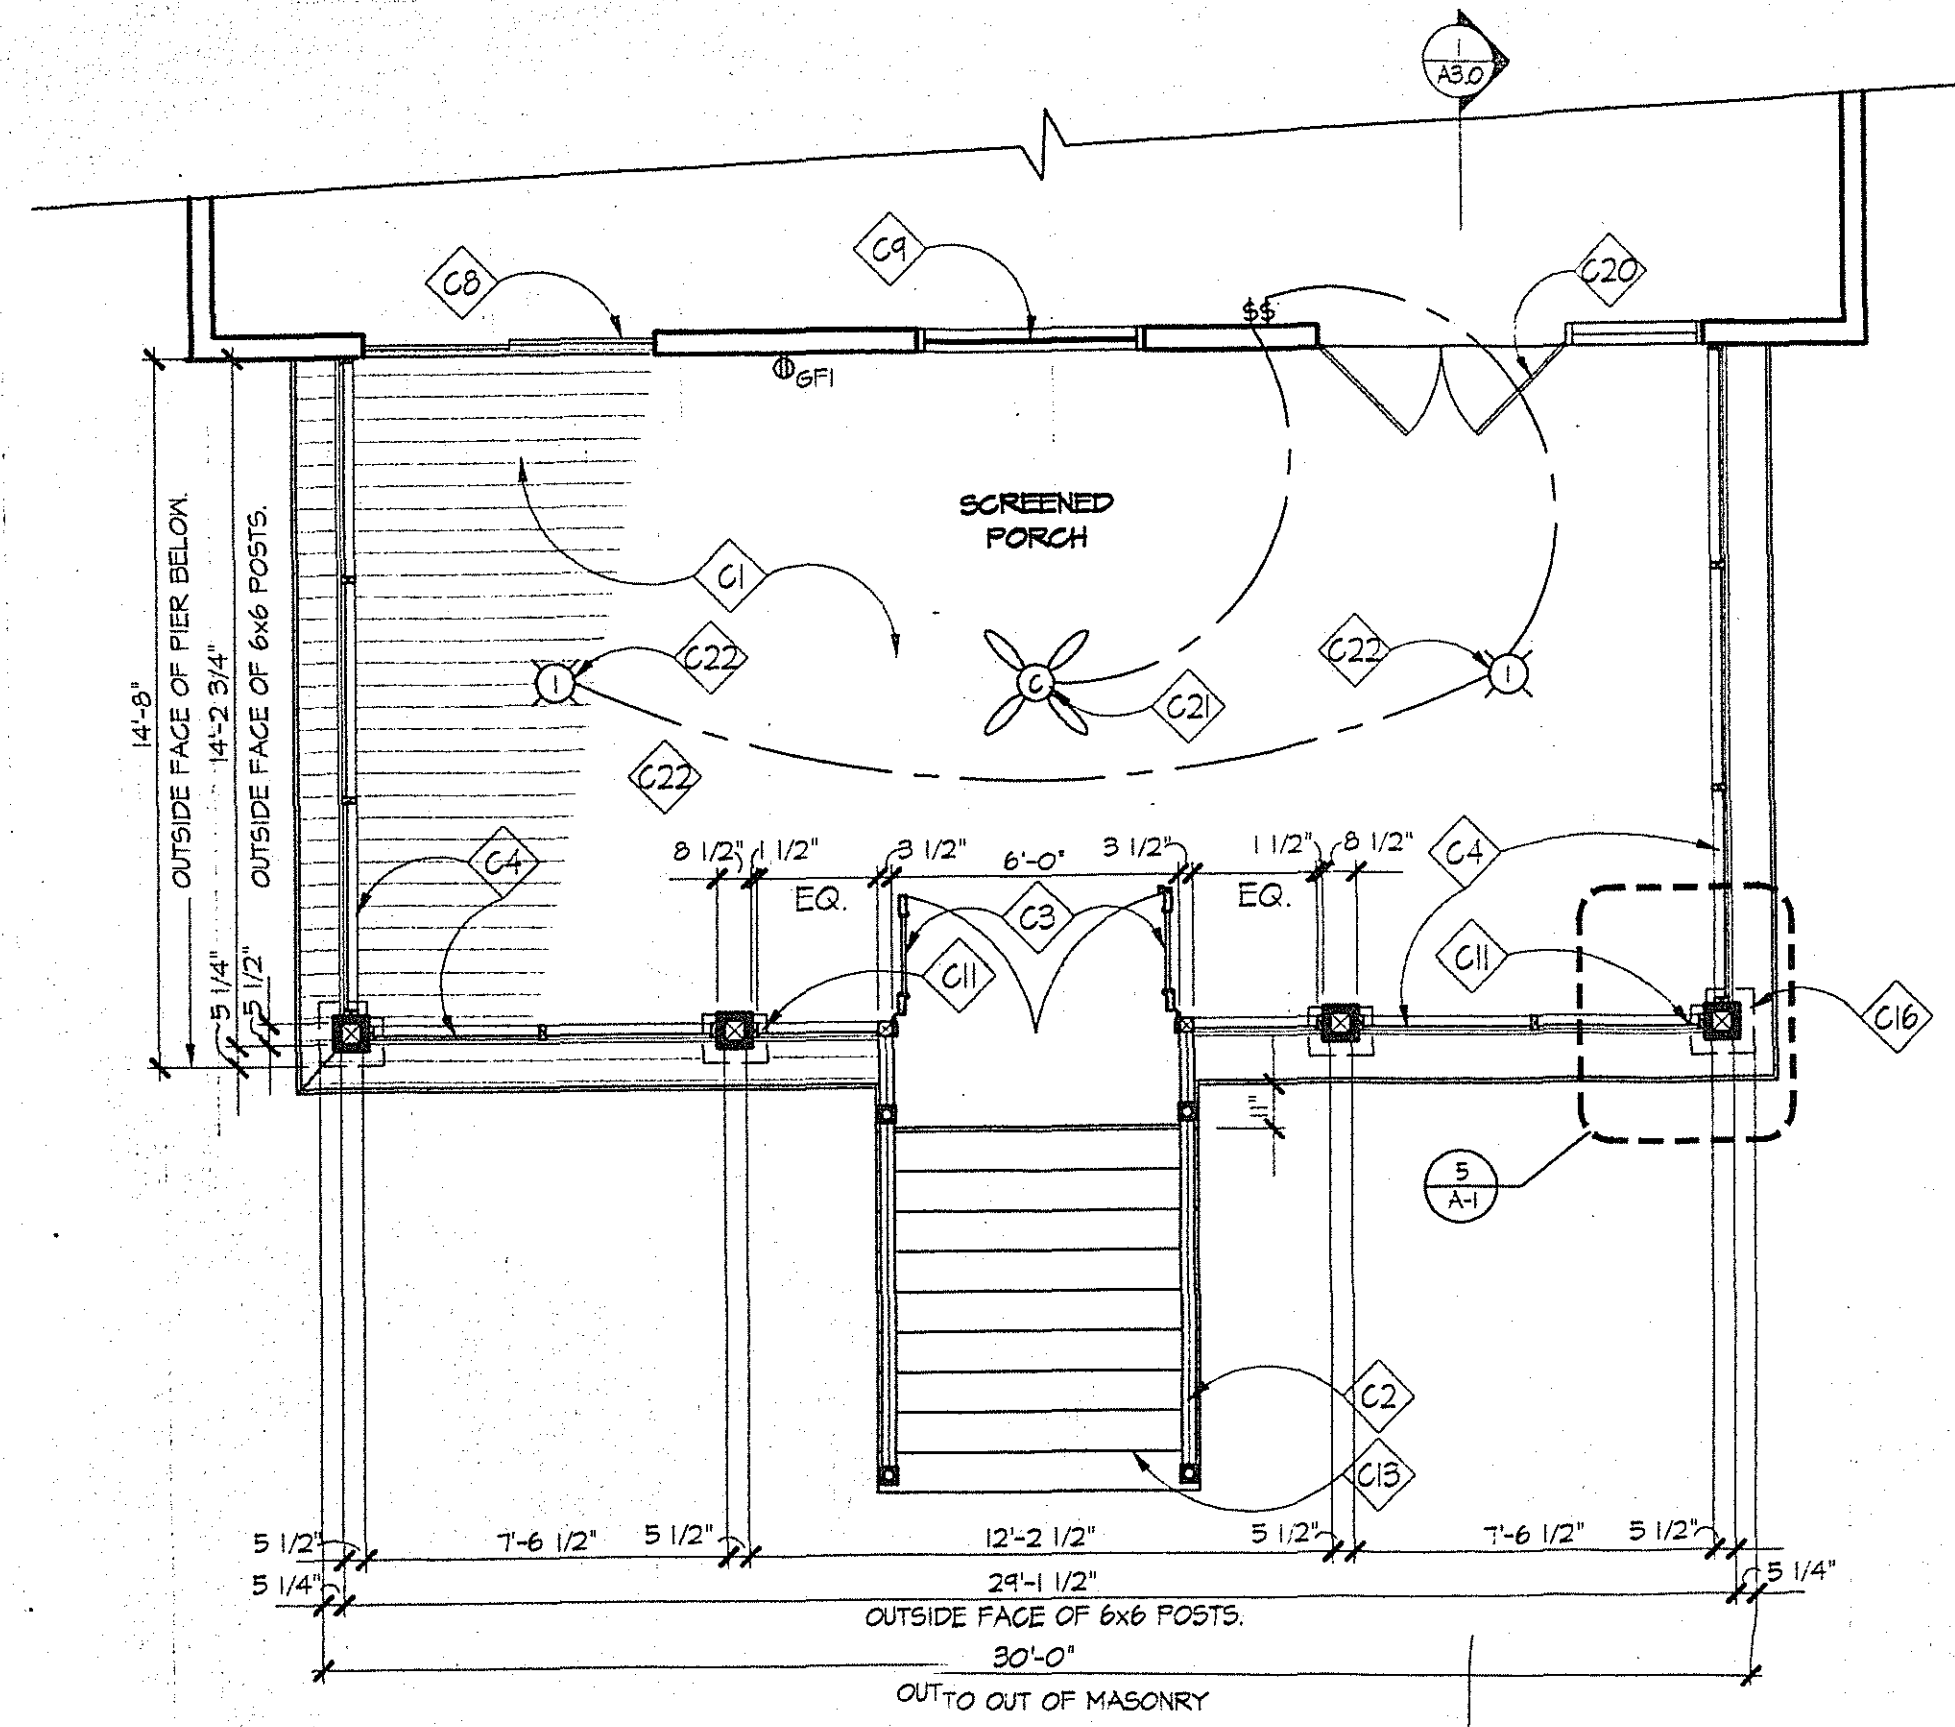 1
A3.0
C8
C9
C20
$$
GFI
SCREENED
PORCH
C1
C22
C22
1
C
1
C21
C22
14'-8"
OUTSIDE FACE OF PIER BELOW.
14'-2 3/4"
OUTSIDE FACE OF 6x6 POSTS.
5 1/4"
5 1/2"
8 1/2" 1 1/2" 3 1/2" 6'-0" 3 1/2" 1 1/2" 8 1/2"
EQ. EQ.
C4
C4
C3
C11
C11
C16
11"
5
A-1
C2
C13
5 1/2" 7'-6 1/2" 5 1/2" 12'-2 1/2" 5 1/2" 7'-6 1/2" 5 1/2"
5 1/4" 29'-1 1/2" 5 1/4"
OUTSIDE FACE OF 6x6 POSTS.
30'-0"
OUT TO OUT OF MASONRY